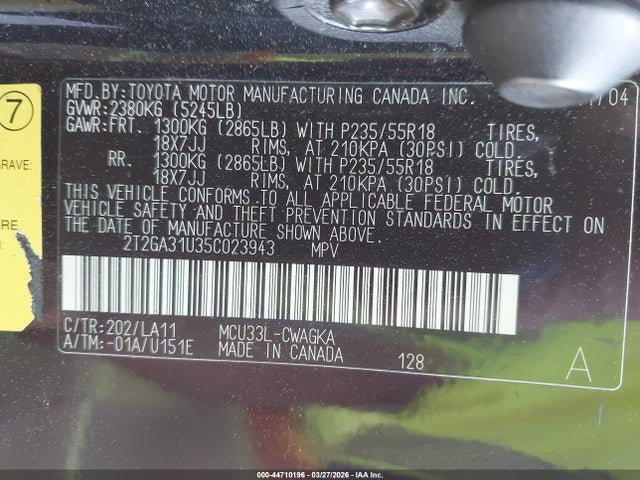 MFD.BY:TOYOTA MOTOR MANUFACTURING CANADA INC. /04
GVWR:2380KG (5245LB)
GAWR:FRT. 1300KG (2865LB) WITH P235/55R18 TIRES,
18X7JJ RIMS, AT 210KPA (30PSI) COLD.
RR. 1300KG (2865LB) WITH P235/55R18 TIRES,
18X7JJ RIMS, AT 210KPA (30PSI) COLD.
THIS VEHICLE CONFORMS TO ALL APPLICABLE FEDERAL MOTOR
VEHICLE SAFETY AND THEFT PREVENTION STANDARDS IN EFFECT ON
THE DATE OF MANUFACTURE SHOWN ABOVE.
2T2GA31U35C023943 MPV
C/TR:202/LA11 MCU33L-CWAGKA
A/TM:-01A/U151E MADE IN CANADA 128 A
7
GRAVE:
URE
000-44710196 - 03/27/2026 - IAA Inc.